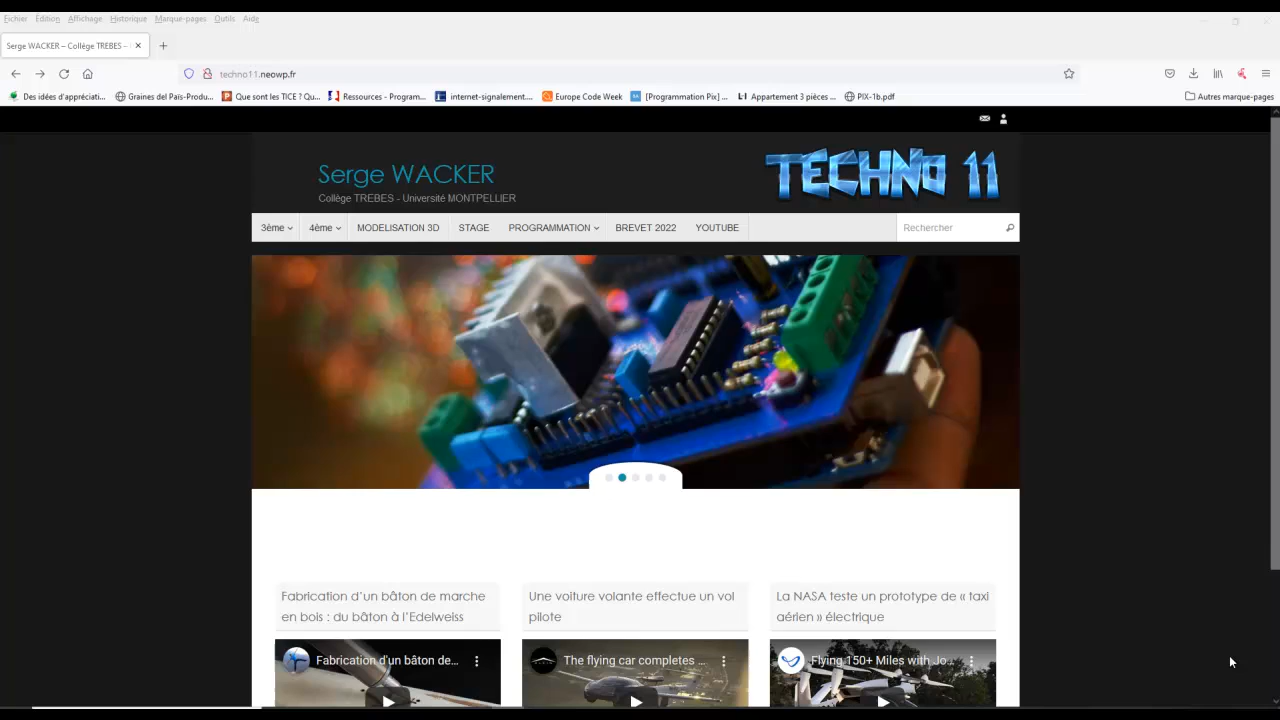 Fichier Édition Affichage Historique Marque-pages Outils Aide
Serge WACKER – Collège TREBES -
techno11.neowp.fr
Des idées d'appréciati... Graines del Païs-Produ... Que sont les TICE ? Qu... Ressources - Program... internet-signalement.... Europe Code Week [Programmation Pix] ... Appartement 3 pièces ... PIX-1b.pdf Autres marque-pages
Serge WACKER
TECHNO 11
Collège TREBES - Université MONTPELLIER
3ème 4ème MODELISATION 3D STAGE PROGRAMMATION BREVET 2022 YOUTUBE Rechercher
Fabrication d'un bâton de marche
en bois : du bâton à l'Edelweiss
Une voiture volante effectue un vol
pilote
La NASA teste un prototype de « taxi
aérien » électrique
Fabrication d'un bâton de...
The flying car completes ...
Flying 150+ Miles with Jo...